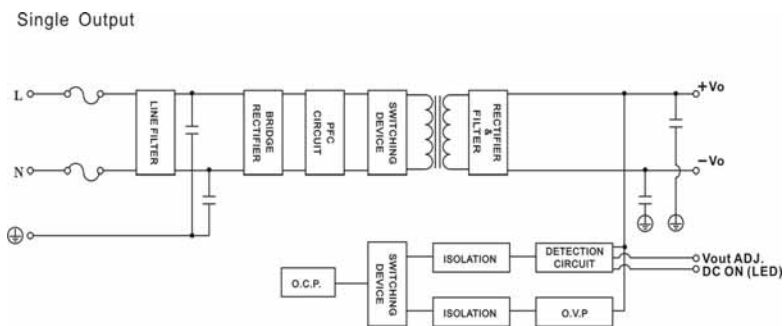 Single Output
L
N
LINE FILTER
BRIDGE
RECTIFIER
PFC
CIRCUIT
SWITCHING
DEVICE
RECTIFIER
&
FILTER
+Vo
−Vo
O.C.P.
SWITCHING
DEVICE
ISOLATION
DETECTION
CIRCUIT
Vout ADJ.
DC ON (LED)
ISOLATION
O.V.P